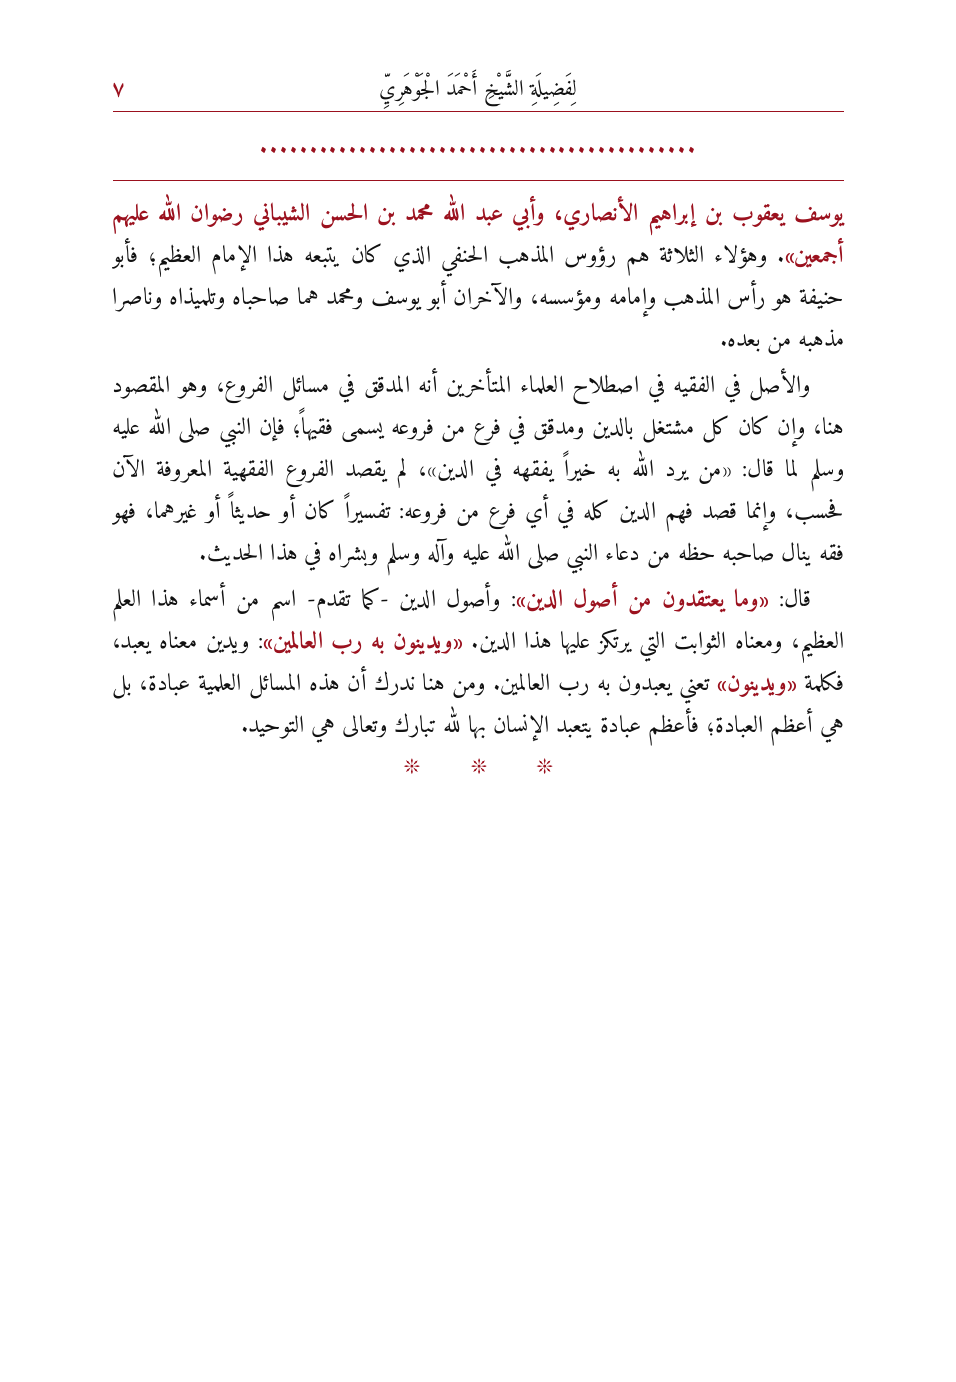 لِفَضِيلَةِ الشَّيْخِ أَحْمَدَ الْجَوْهَرِيِّ ٧
يوسف يعقوب بن إبراهيم الأنصاري، وأبي عبد الله محمد بن الحسن الشيباني رضوان الله عليهم
أجمعين». وهؤلاء الثلاثة هم رؤوس المذهب الحنفي الذي كان يتبعه هذا الإمام العظيم؛ فأبو
حنيفة هو رأس المذهب وإمامه ومؤسسه، والآخران أبو يوسف ومحمد هما صاحباه وتلميذاه وناصرا
مذهبه من بعده.
والأصل في الفقيه في اصطلاح العلماء المتأخرين أنه المدقق في مسائل الفروع، وهو المقصود
هنا، وإن كان كل مشتغل بالدين ومدقق في فرع من فروعه يسمى فقيهاً؛ فإن النبي صلى الله عليه
وسلم لما قال: «من يرد الله به خيراً يفقهه في الدين»، لم يقصد الفروع الفقهية المعروفة الآن
فحسب، وإنما قصد فهم الدين كله في أي فرع من فروعه: تفسيراً كان أو حديثاً أو غيرهما، فهو
فقه ينال صاحبه حظه من دعاء النبي صلى الله عليه وآله وسلم وبشراه في هذا الحديث.
قال: «وما يعتقدون من أصول الدين»: وأصول الدين -كما تقدم- اسم من أسماء هذا العلم
العظيم، ومعناه الثوابت التي يرتكز عليها هذا الدين. «ويدينون به رب العالمين»: ويدين معناه يعبد،
فكلمة «ويدينون» تعني يعبدون به رب العالمين. ومن هنا ندرك أن هذه المسائل العلمية عبادة، بل
هي أعظم العبادة؛ فأعظم عبادة يتعبد الإنسان بها لله تبارك وتعالى هي التوحيد.